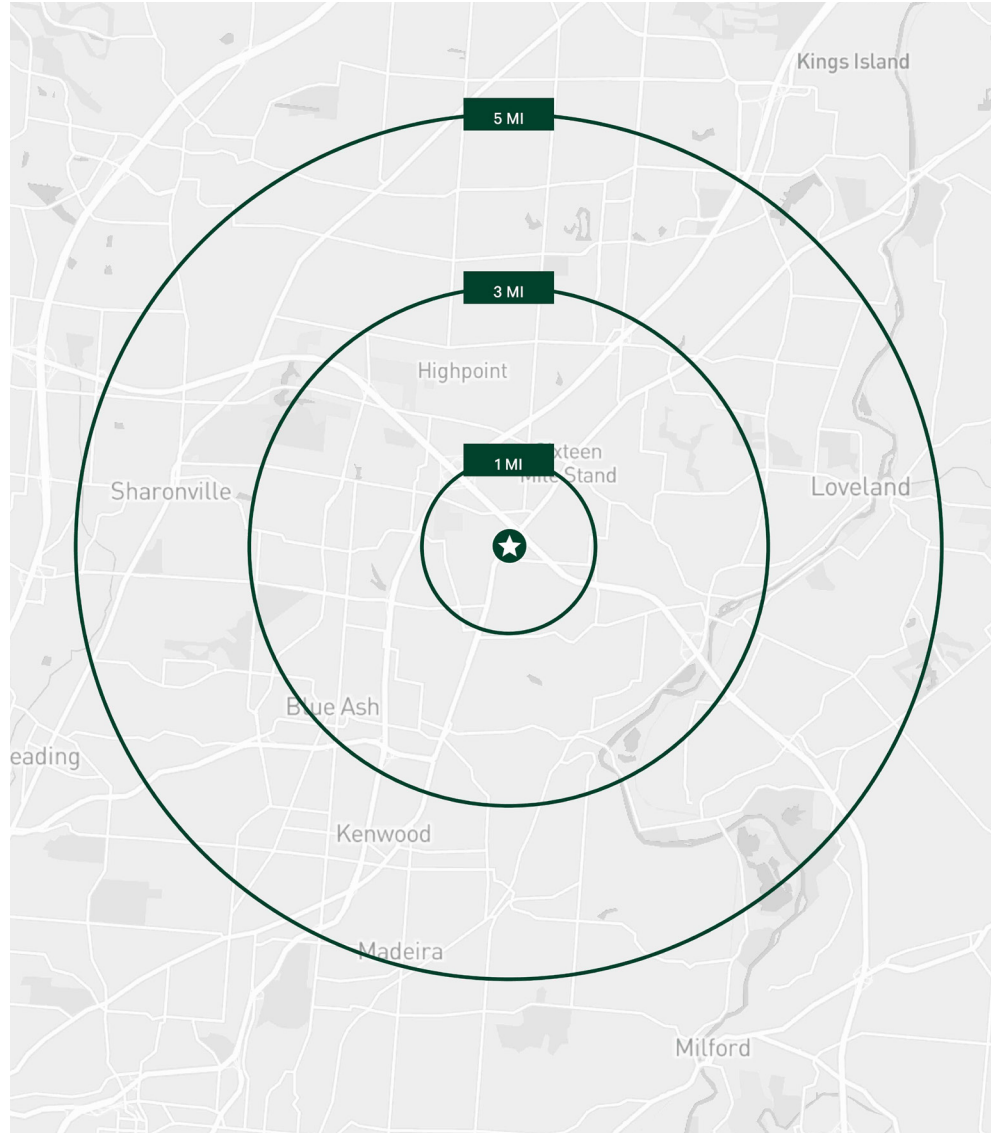 Kings Island
5 MI
3 MI
Highpoint
1 MI
xteen
Mile Stand
Sharonville
Loveland
Blue Ash
eading
Kenwood
Madeira
Milford